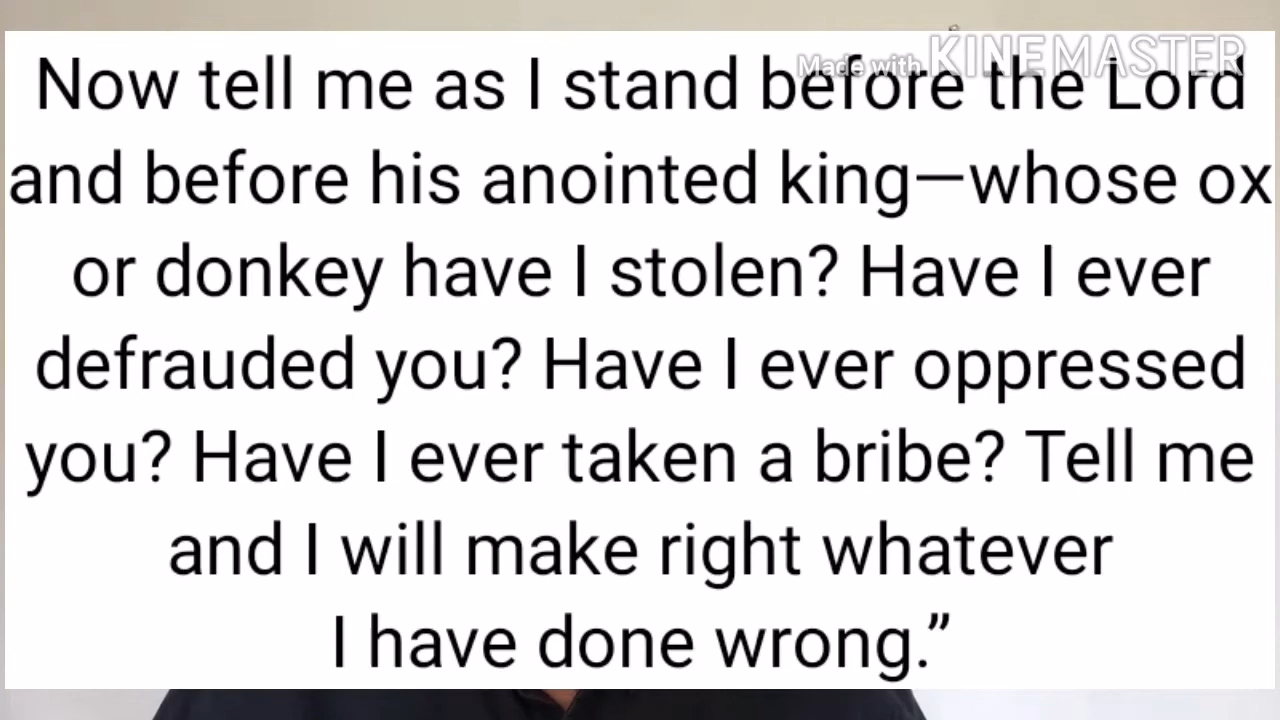 Made with KINEMASTER
Now tell me as I stand before the Lord
and before his anointed king—whose ox
or donkey have I stolen? Have I ever
defrauded you? Have I ever oppressed
you? Have I ever taken a bribe? Tell me
and I will make right whatever
I have done wrong.”